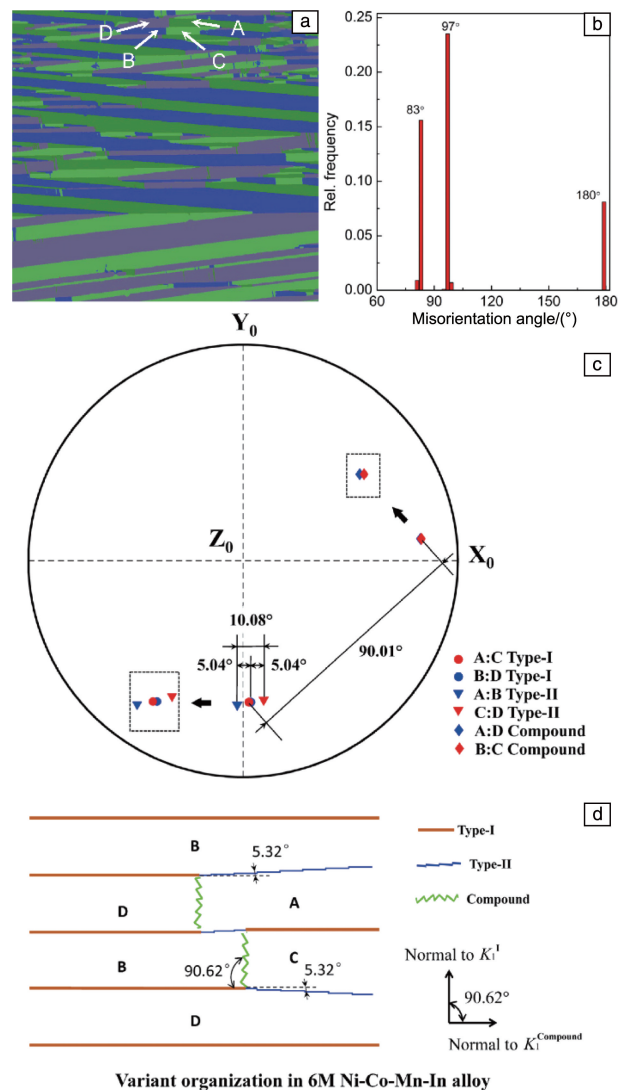 a
D
A
B
C
b
Rel. frequency
0.25
0.20
0.15
0.10
0.05
0.00
83°
97°
180°
60
90
120
150
180
Misorientation angle/(°)
c
Y₀
Z₀
X₀
10.08°
5.04°
5.04°
90.01°
A:C Type-I
B:D Type-I
A:B Type-II
C:D Type-II
A:D Compound
B:C Compound
d
B
5.32°
D
A
B
90.62°
C
5.32°
D
Type-I
Type-II
Compound
Normal to K₁ᴵ
90.62°
Normal to K₁ᶜᵒᵐᵖᵒᵘⁿᵈ
Variant organization in 6M Ni-Co-Mn-In alloy